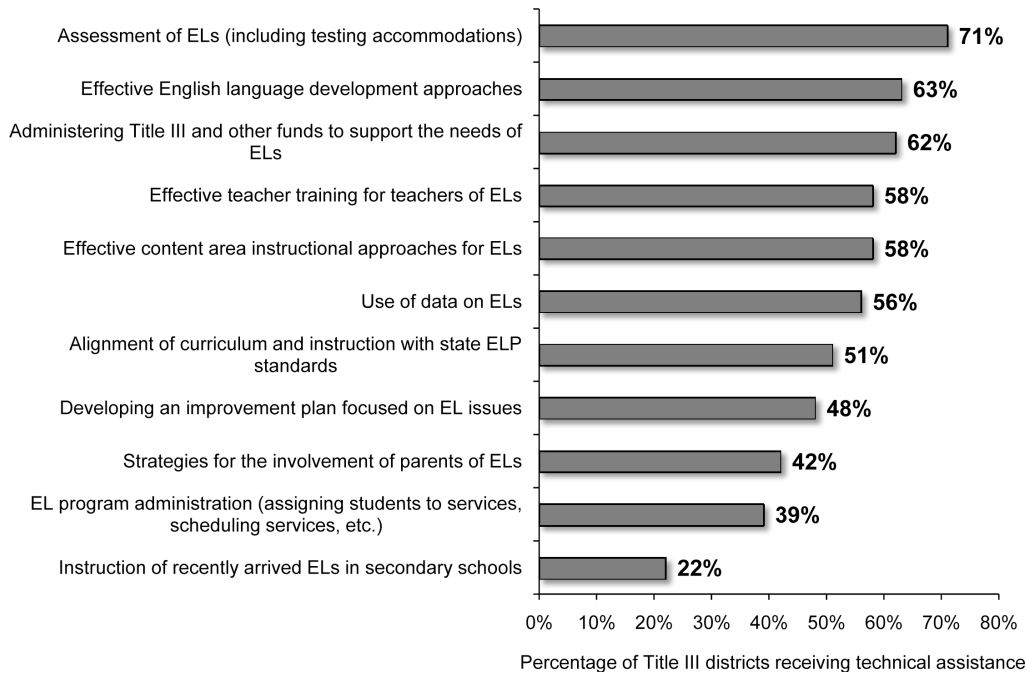 Assessment of ELs (including testing accommodations)
71%
Effective English language development approaches
63%
Administering Title III and other funds to support the needs of
ELs
62%
Effective teacher training for teachers of ELs
58%
Effective content area instructional approaches for ELs
58%
Use of data on ELs
56%
Alignment of curriculum and instruction with state ELP
standards
51%
Developing an improvement plan focused on EL issues
48%
Strategies for the involvement of parents of ELs
42%
EL program administration (assigning students to services,
scheduling services, etc.)
39%
Instruction of recently arrived ELs in secondary schools
22%
0% 10% 20% 30% 40% 50% 60% 70% 80%
Percentage of Title III districts receiving technical assistance